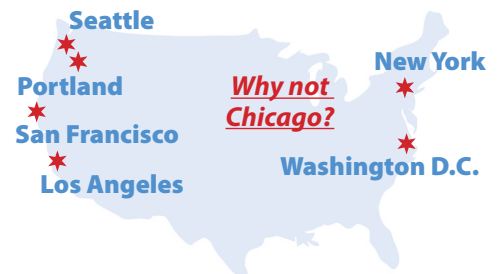 Seattle
New York
Portland
Why not
Chicago?
San Francisco
Washington D.C.
Los Angeles